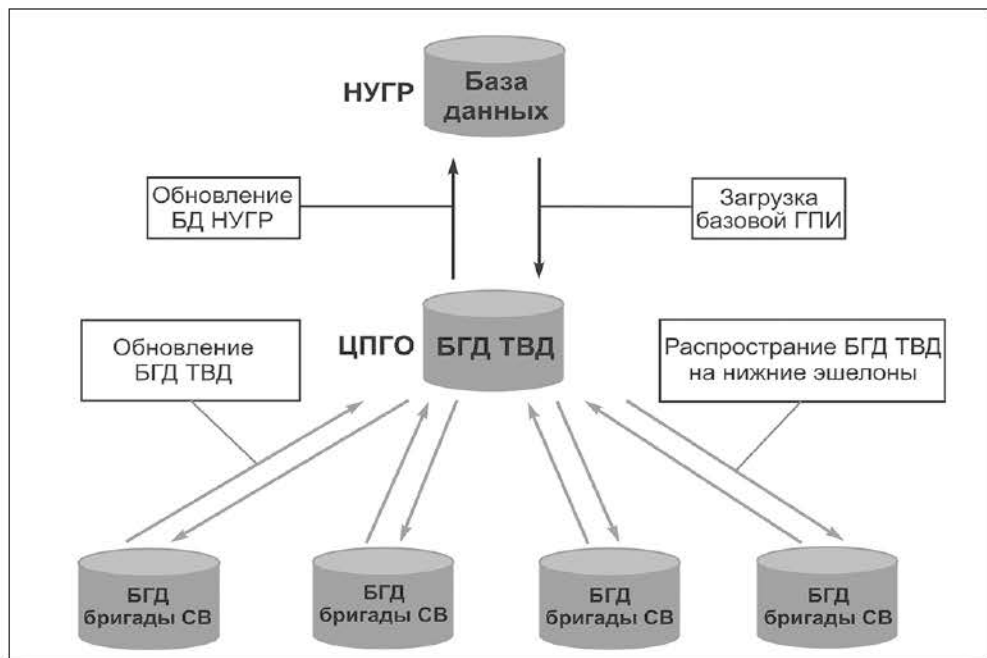 НУГР
База
данных
Обновление
БД НУГР
Загрузка
базовой ГПИ
Обновление
БГД ТВД
ЦПГО
БГД ТВД
Распространие БГД ТВД
на нижние эшелоны
БГД
бригады СВ
БГД
бригады СВ
БГД
бригады СВ
БГД
бригады СВ